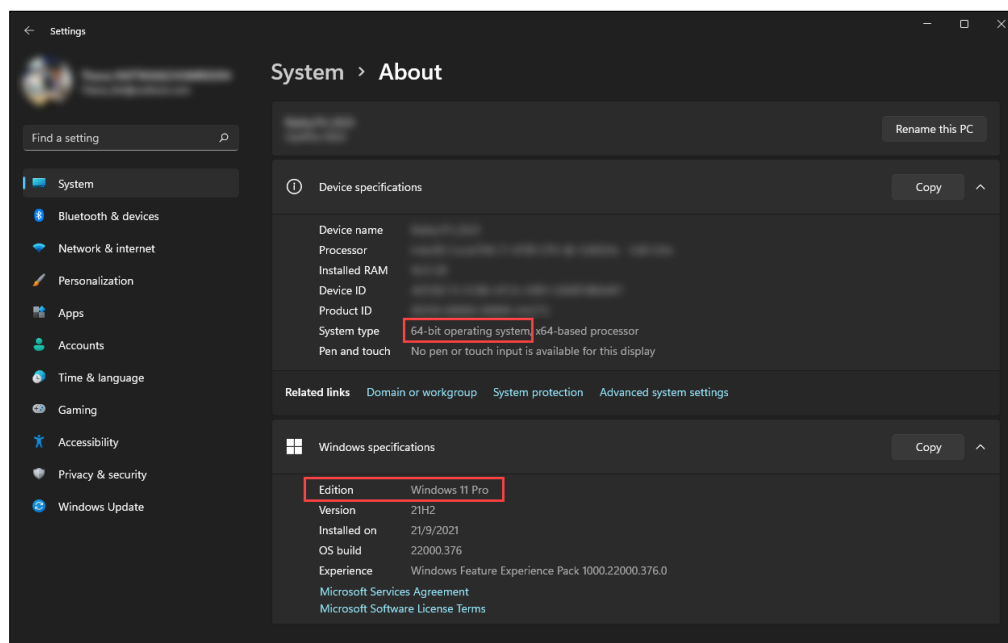 Settings
System > About
Rename this PC
Find a setting
System
Bluetooth & devices
Network & internet
Personalization
Apps
Accounts
Time & language
Gaming
Accessibility
Privacy & security
Windows Update
Device specifications
Copy
Device name
Processor
Installed RAM
Device ID
Product ID
System type 64-bit operating system, x64-based processor
Pen and touch No pen or touch input is available for this display
Related links Domain or workgroup System protection Advanced system settings
Windows specifications
Copy
Edition Windows 11 Pro
Version 21H2
Installed on 21/9/2021
OS build 22000.376
Experience Windows Feature Experience Pack 1000.22000.376.0
Microsoft Services Agreement
Microsoft Software License Terms